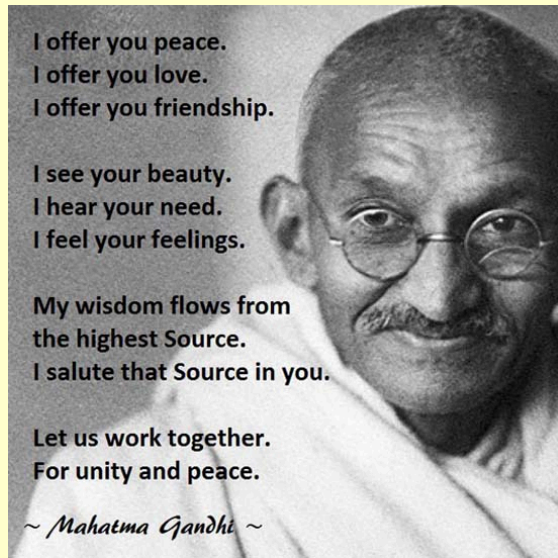 I offer you peace.
I offer you love.
I offer you friendship.
I see your beauty.
I hear your need.
I feel your feelings.
My wisdom flows from
the highest Source.
I salute that Source in you.
Let us work together.
For unity and peace.
~ Mahatma Gandhi ~